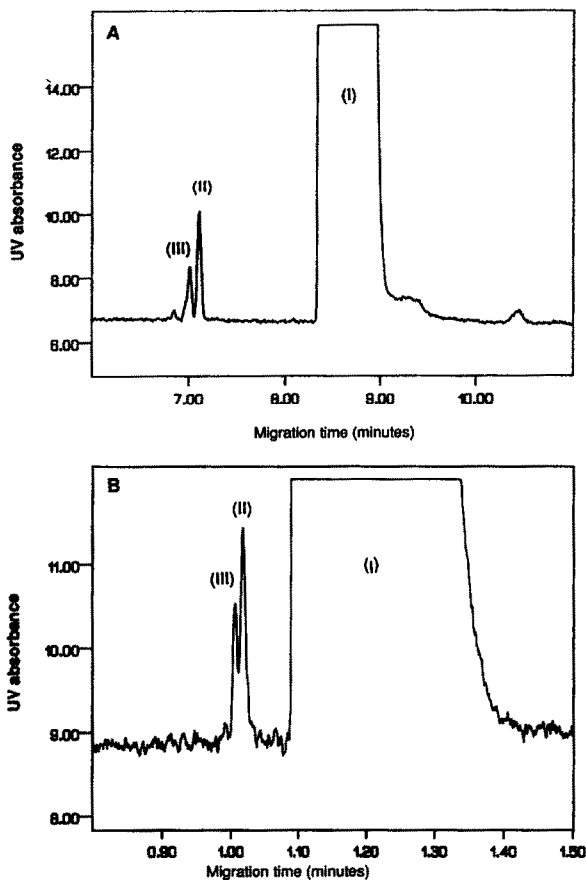 A
14.00
(I)
12.00
UV absorbance
(II)
10.00
(III)
8.00
6.00
7.00 8.00 9.00 10.00
Migration time (minutes)
B
(II)
11.00
(III)
(I)
UV absorbance
10.00
9.00
8.00
0.90 1.00 1.10 1.20 1.30 1.40 1.50
Migration time (minutes)